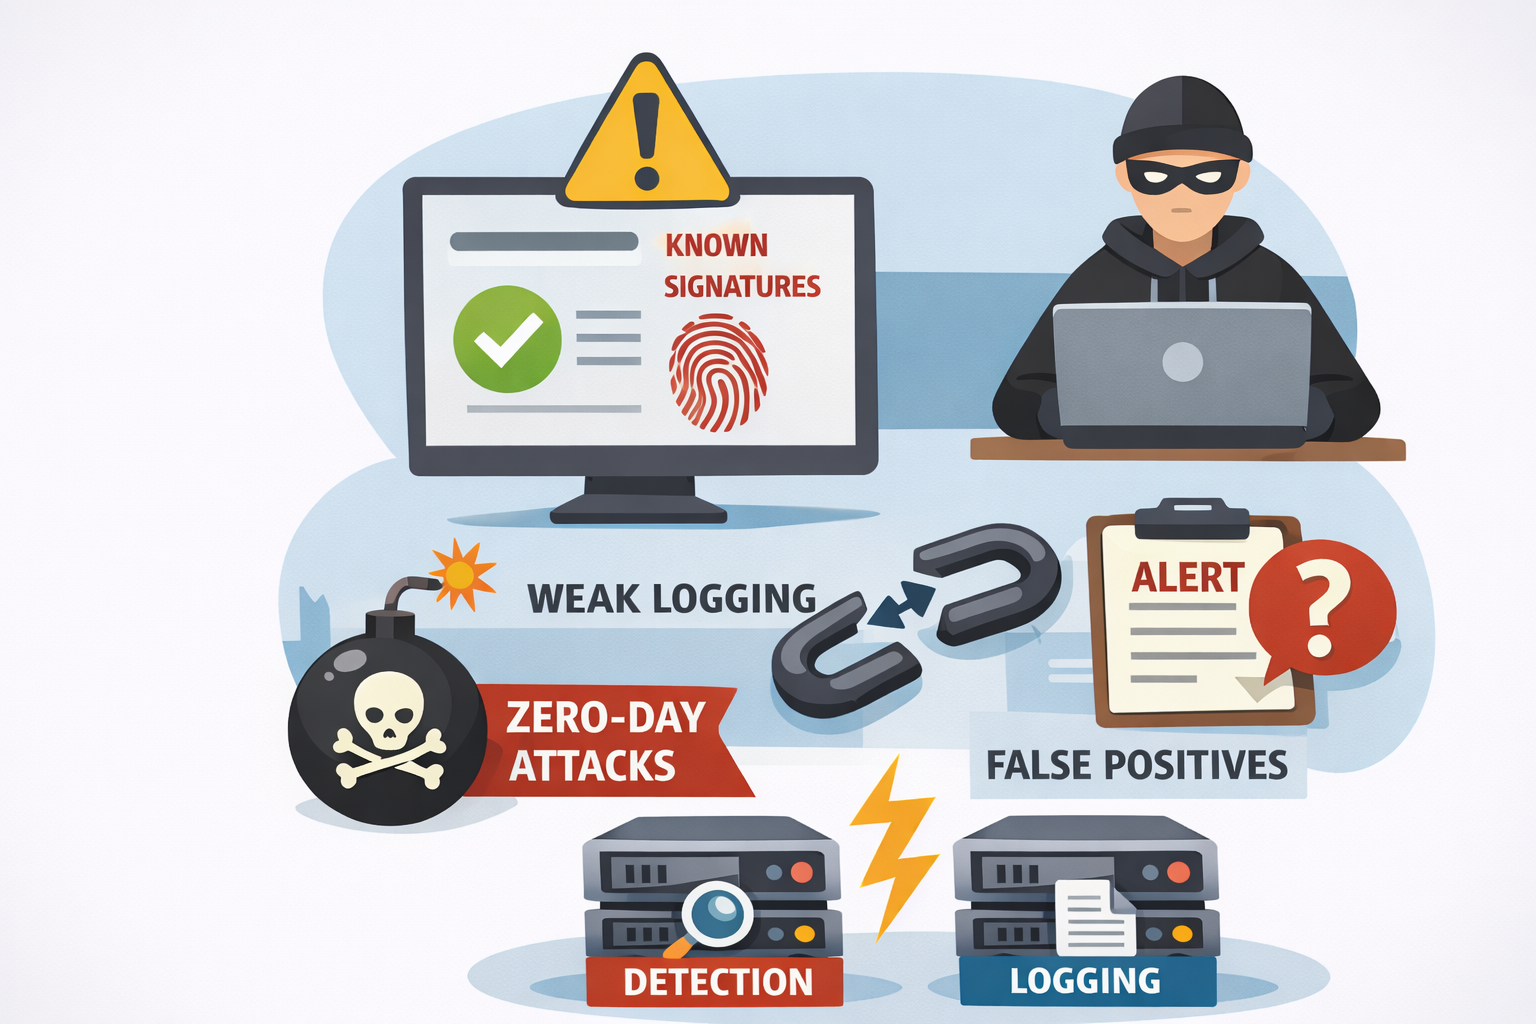 KNOWN
SIGNATURES
WEAK LOGGING
ALERT
?
ZERO-DAY
ATTACKS
FALSE POSITIVES
DETECTION
LOGGING